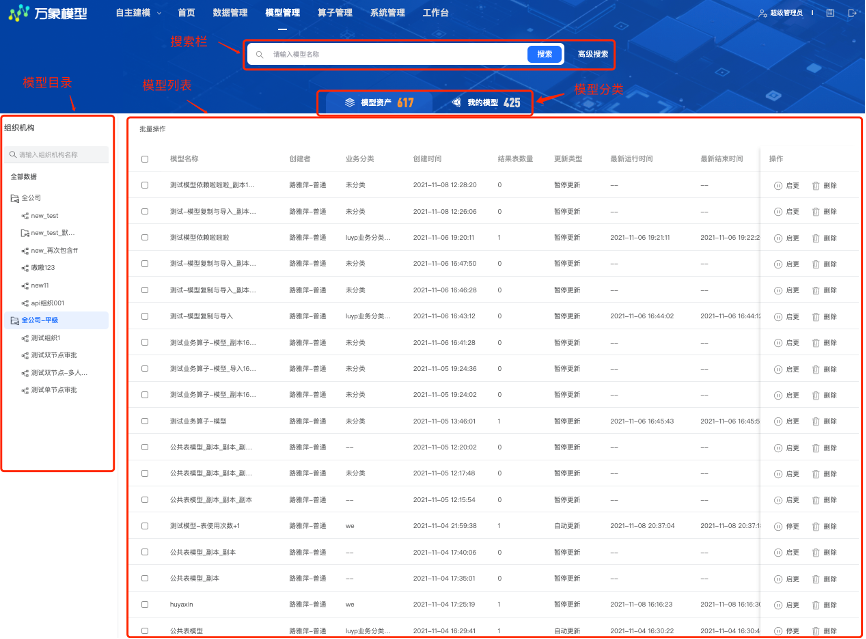 万象模型 自主建模 首页 数据管理 模型管理 算子管理 系统管理 工作台 超级管理员
搜索栏
请输入模型名称 搜索 高级搜索
模型目录
模型列表
模型分类
模型资产 617 我的模型 425
组织机构
请输入组织机构名称
全部数据
全公司
new_test
new_test_默...
new_再次包含ff
嘟嘟123
new11
api组织001
全公司-平级
测试组织1
测试双节点审批
测试双节点-多人...
测试单节点审批
批量操作
模型名称 创建者 业务分类 创建时间 结果表数量 更新类型 最新运行时间 最新结束时间 操作
测试模型依赖啦啦啦_副本1... 路雅萍-普通 未分类 2021-11-08 12:28:20 0 暂停更新 -- -- 启更 删除
测试-模型复制与导入_副本... 路雅萍-普通 未分类 2021-11-08 12:26:06 0 暂停更新 -- -- 启更 删除
测试模型依赖啦啦啦 路雅萍-普通 luyp业务分类... 2021-11-06 19:20:11 1 暂停更新 2021-11-06 19:21:11 2021-11-06 19:22:2 启更 删除
测试-模型复制与导入_副本... 路雅萍-普通 未分类 2021-11-06 16:47:50 0 暂停更新 -- -- 启更 删除
测试-模型复制与导入_副本... 路雅萍-普通 未分类 2021-11-06 16:46:28 0 暂停更新 -- -- 启更 删除
测试-模型复制与导入 路雅萍-普通 luyp业务分类... 2021-11-06 16:43:12 0 暂停更新 2021-11-06 16:44:02 2021-11-06 16:44:1 启更 删除
测试业务算子-模型_副本16... 路雅萍-普通 未分类 2021-11-06 16:41:28 0 暂停更新 -- -- 启更 删除
测试业务算子-模型_导入16... 路雅萍-普通 未分类 2021-11-05 19:24:36 0 暂停更新 -- -- 启更 删除
测试业务算子-模型_副本16... 路雅萍-普通 未分类 2021-11-05 19:24:02 0 暂停更新 -- -- 启更 删除
测试业务算子-模型 路雅萍-普通 未分类 2021-11-05 13:46:01 1 暂停更新 2021-11-06 16:45:43 2021-11-06 16:45:5 启更 删除
公共表模型_副本_副本_副... 路雅萍-普通 -- 2021-11-05 12:20:02 0 暂停更新 -- -- 启更 删除
公共表模型_副本_副本_副... 路雅萍-普通 未分类 2021-11-05 12:17:46 0 暂停更新 -- -- 启更 删除
公共表模型_副本_副本_副本 路雅萍-普通 -- 2021-11-05 12:15:54 0 暂停更新 -- -- 启更 删除
测试模型-表使用次数+1 路雅萍-普通 we 2021-11-04 21:59:38 1 自动更新 2021-11-08 20:37:04 2021-11-08 20:37:1 停更 删除
公共表模型_副本_副本 路雅萍-普通 -- 2021-11-04 17:40:06 0 暂停更新 -- -- 启更 删除
公共表模型_副本 路雅萍-普通 -- 2021-11-04 17:35:01 0 暂停更新 -- -- 启更 删除
huyaxin 路雅萍-普通 we 2021-11-04 17:25:19 1 暂停更新 2021-11-08 16:16:23 2021-11-08 16:16:3 启更 删除
公共表模型 路雅萍-普通 luyp业务分类... 2021-11-04 16:29:41 1 自动更新 2021-11-04 16:30:22 2021-11-04 16:30:4 停更 删除